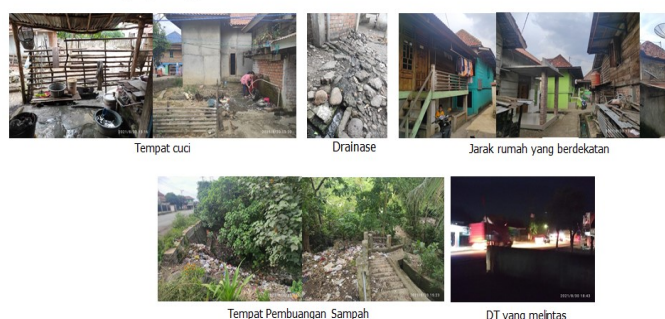 Tempat cuci
Drainase
Jarak rumah yang berdekatan
Tempat Pembuangan Sampah
DT yang melintas